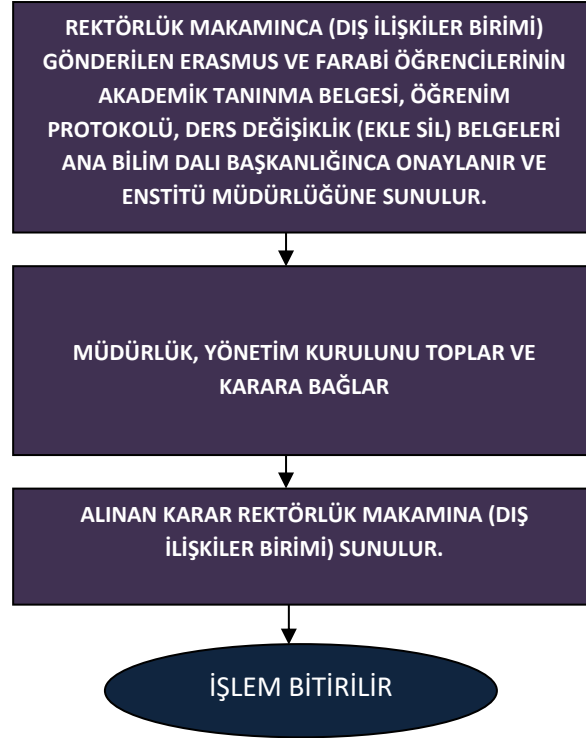 REKTÖRLÜK MAKAMINCA (DIŞ İLİŞKİLER BİRİMİ)
GÖNDERİLEN ERASMUS VE FARABİ ÖĞRENCİLERİNİN
AKADEMİK TANINMA BELGESİ, ÖĞRENİM
PROTOKOLÜ, DERS DEĞİŞİKLİK (EKLE SİL) BELGELERİ
ANA BİLİM DALI BAŞKANLIĞINCA ONAYLANIR VE
ENSTİTÜ MÜDÜRLÜĞÜNE SUNULUR.
MÜDÜRLÜK, YÖNETİM KURULUNU TOPLAR VE
KARARA BAĞLAR
ALINAN KARAR REKTÖRLÜK MAKAMINA (DIŞ
İLİŞKİLER BİRİMİ) SUNULUR.
İŞLEM BİTİRİLİR